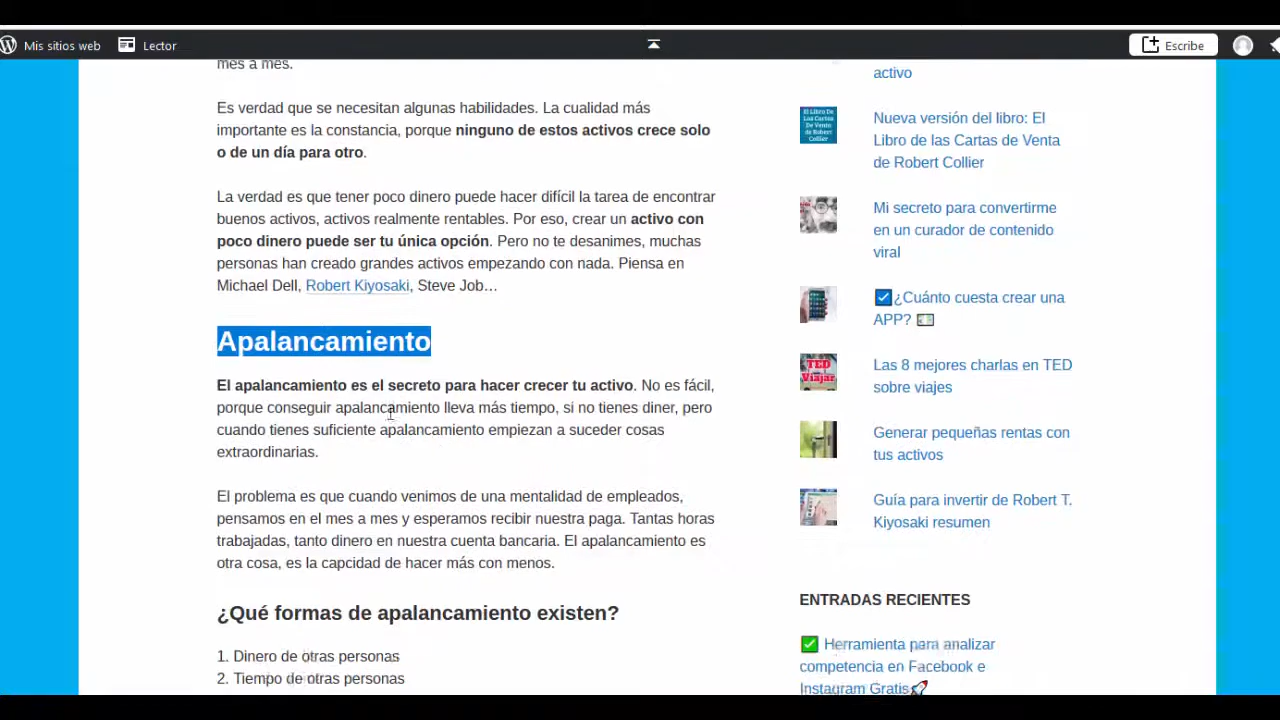 Mis sitios web
Lector
Escribe
mes a mes.
Es verdad que se necesitan algunas habilidades. La cualidad más
importante es la constancia, porque ninguno de estos activos crece solo
o de un día para otro.
La verdad es que tener poco dinero puede hacer difícil la tarea de encontrar
buenos activos, activos realmente rentables. Por eso, crear un activo con
poco dinero puede ser tu única opción. Pero no te desanimes, muchas
personas han creado grandes activos empezando con nada. Piensa en
Michael Dell, Robert Kiyosaki, Steve Job…
Apalancamiento
El apalancamiento es el secreto para hacer crecer tu activo. No es fácil,
porque conseguir apalancamiento lleva más tiempo, si no tienes diner, pero
cuando tienes suficiente apalancamiento empiezan a suceder cosas
extraordinarias.
El problema es que cuando venimos de una mentalidad de empleados,
pensamos en el mes a mes y esperamos recibir nuestra paga. Tantas horas
trabajadas, tanto dinero en nuestra cuenta bancaria. El apalancamiento es
otra cosa, es la capcidad de hacer más con menos.
¿Qué formas de apalancamiento existen?
1. Dinero de otras personas
2. Tiempo de otras personas
activo
El Libro De
Las Cartas
De Venta
de Robert
Collier
Nueva versión del libro: El
Libro de las Cartas de Venta
de Robert Collier
Mi secreto para convertirme
en un curador de contenido
viral
☑¿Cuánto cuesta crear una
APP? 💵
TED
Viajar
Las 8 mejores charlas en TED
sobre viajes
Generar pequeñas rentas con
tus activos
Guía para invertir de Robert T.
Kiyosaki resumen
ENTRADAS RECIENTES
✅ Herramienta para analizar
competencia en Facebook e
Instagram Gratis🚀